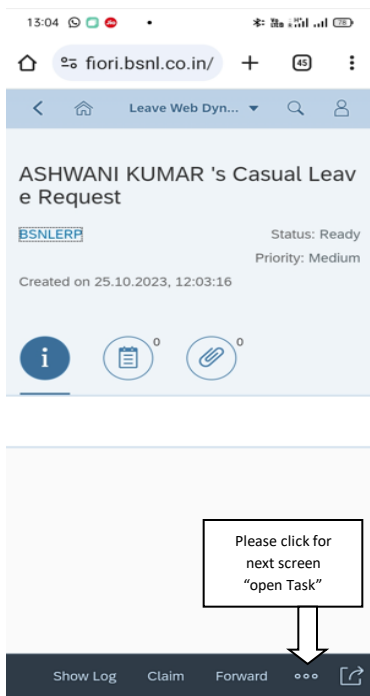 13:04
78
fiori.bsnl.co.in/
45
Leave Web Dyn...
ASHWANI KUMAR 's Casual Leav
e Request
BSNLERP
Status: Ready
Priority: Medium
Created on 25.10.2023, 12:03:16
i
0
0
Please click for
next screen
“open Task”
Show Log Claim Forward